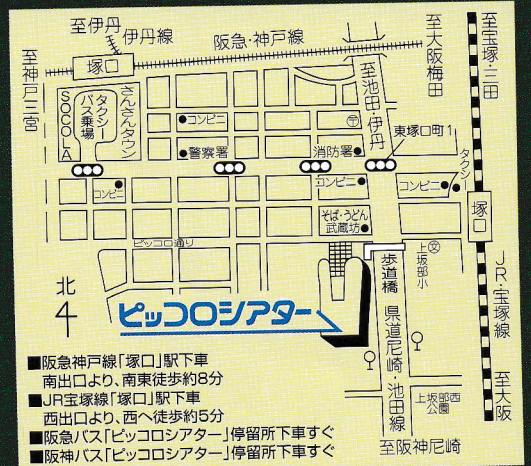 至伊丹
伊丹線
阪急・神戸線
至大阪梅田
至宝塚・三田
至神戸三宮
塚口
SOCOLA
タクシー
バス乗場
さんさんタウン
コンビニ
警察署
消防署
〒
至池田・伊丹
東塚口町1
タクシー
コンビニ
コンビニ
コンビニ
塚口
そば・うどん
武蔵坊
ピッコロ通り
歩道橋
文
上坂部小
JR・宝塚線
北
4
ピッコロシアター
県道尼崎・池田線
上坂部西
公園
至大阪
至阪神尼崎
■阪急神戸線「塚口」駅下車
南出口より、南東徒歩約8分
■JR宝塚線「塚口」駅下車
西出口より、西へ徒歩約5分
■阪急バス「ピッコロシアター」停留所下車すぐ
■阪神バス「ピッコロシアター」停留所下車すぐ